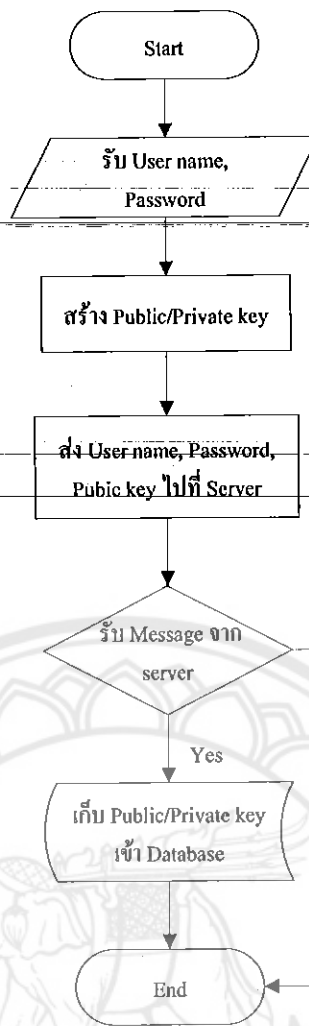 Start
รับ User name,
Password
สร้าง Public/Private key
ส่ง User name, Password,
Pubic key ไปที่ Server
รับ Message จาก
server
Yes
เก็บ Public/Private key
เข้า Database
End